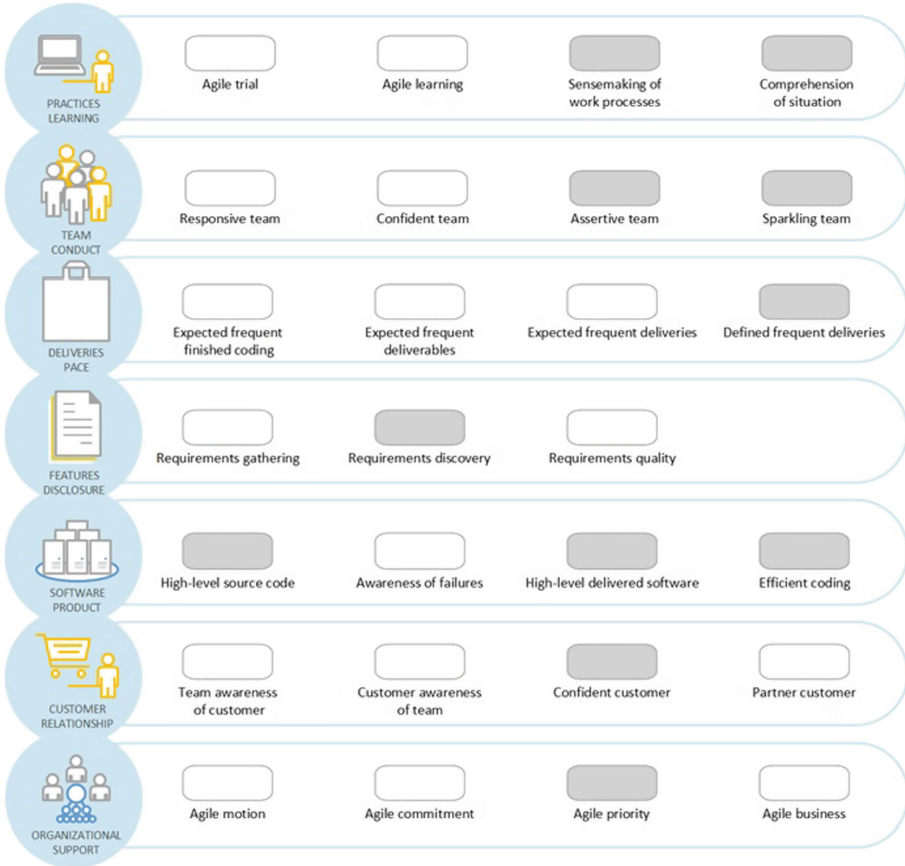 Agile trial
Agile learning
Sensemaking of
work processes
Comprehension
of situation
PRACTICES
LEARNING
Responsive team
Confident team
Assertive team
Sparkling team
TEAM
CONDUCT
Expected frequent
finished coding
Expected frequent
deliverables
Expected frequent deliveries
Defined frequent deliveries
DELIVERIES
PACE
Requirements gathering
Requirements discovery
Requirements quality
FEATURES
DISCLOSURE
High-level source code
Awareness of failures
High-level delivered software
Efficient coding
SOFTWARE
PRODUCT
Team awareness
of customer
Customer awareness
of team
Confident customer
Partner customer
CUSTOMER
RELATIONSHIP
Agile motion
Agile commitment
Agile priority
Agile business
ORGANIZATIONAL
SUPPORT